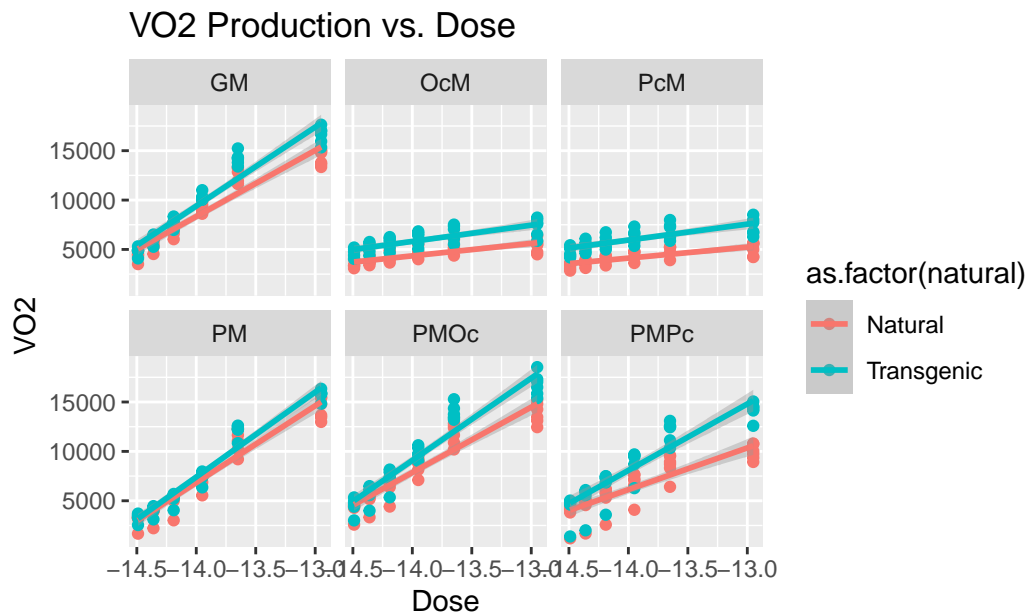 VO2 Production vs. Dose
GM OcM PcM
15000
10000
5000
PM PMOc PMPc
15000
10000
5000
−14.5 −14.0 −13.5 −13.0 −14.5 −14.0 −13.5 −13.0 −14.5 −14.0 −13.5 −13.0
Dose
VO2
as.factor(natural)
Natural
Transgenic